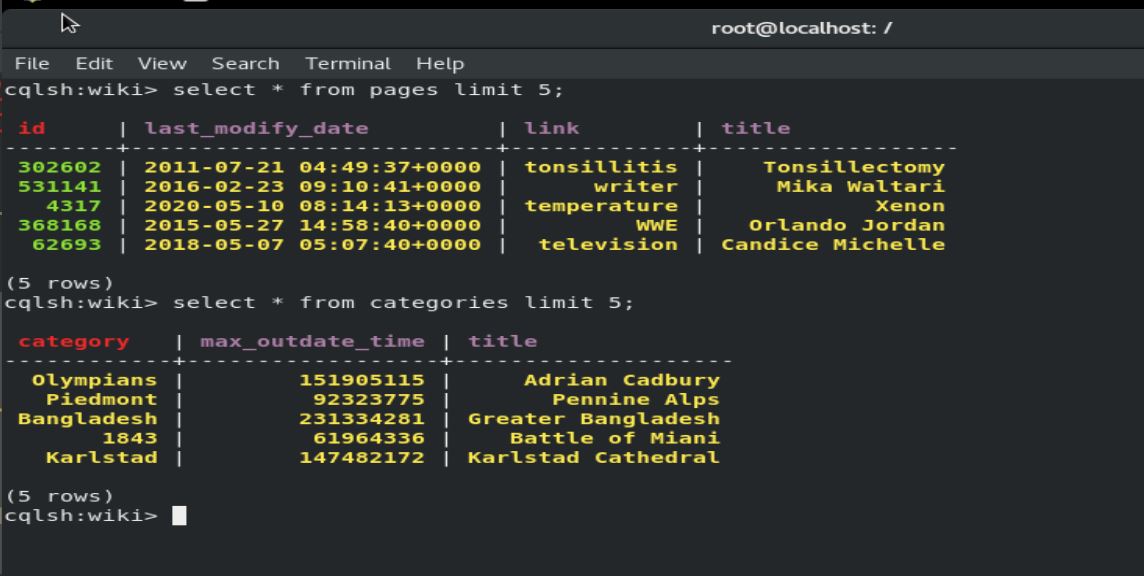 root@localhost: /
File Edit View Search Terminal Help
cqlsh:wiki> select * from pages limit 5;
id | last_modify_date | link | title
--------+--------------------------+-------------+-------------------
302602 | 2011-07-21 04:49:37+0000 | tonsillitis | Tonsillectomy
531141 | 2016-02-23 09:10:41+0000 | writer | Mika Waltari
4317 | 2020-05-10 08:14:13+0000 | temperature | Xenon
368168 | 2015-05-27 14:58:40+0000 | WWE | Orlando Jordan
62693 | 2018-05-07 05:07:40+0000 | television | Candice Michelle
(5 rows)
cqlsh:wiki> select * from categories limit 5;
category | max_outdate_time | title
------------+------------------+---------------------
Olympians | 151905115 | Adrian Cadbury
Piedmont | 92323775 | Pennine Alps
Bangladesh | 231334281 | Greater Bangladesh
1843 | 61964336 | Battle of Miani
Karlstad | 147482172 | Karlstad Cathedral
(5 rows)
cqlsh:wiki>